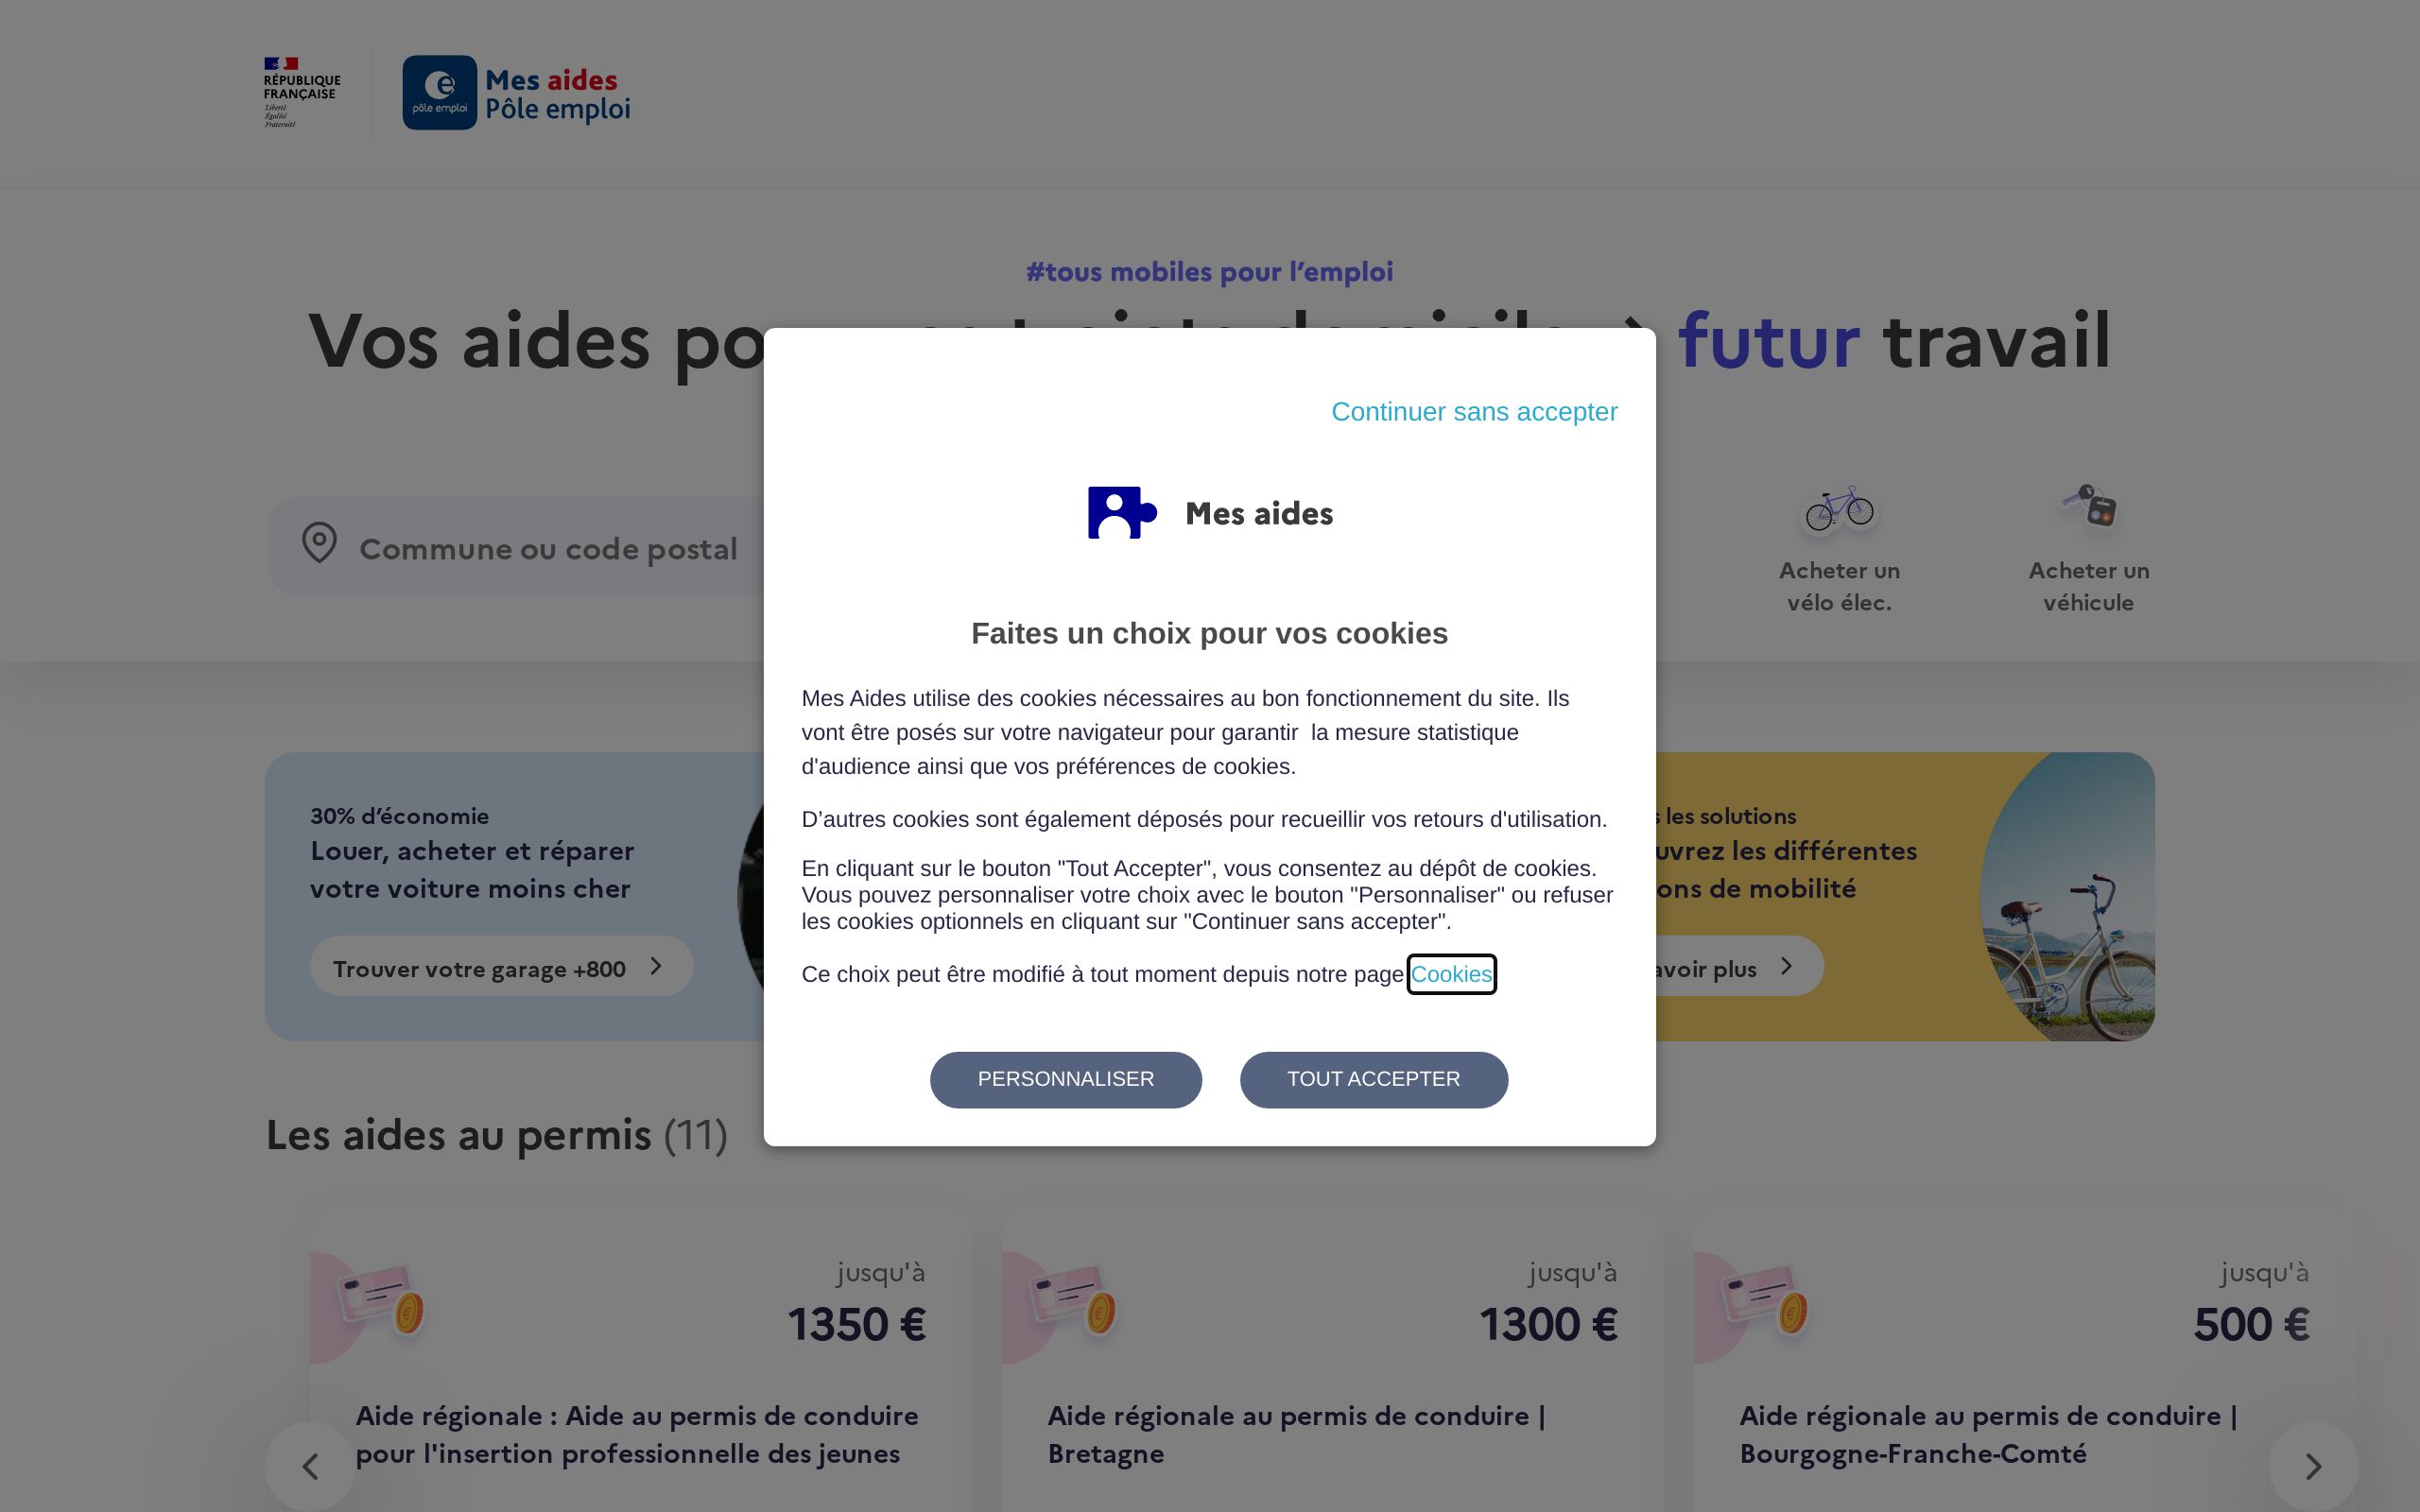 RÉPUBLIQUE
FRANÇAISE
Liberté
Égalité
Fraternité
pôle emploi
Mes aides
Pôle emploi
#tous mobiles pour l’emploi
Vos aides
futur travail
Continuer sans accepter
Mes aides
Commune ou code postal
Acheter un
vélo élec.
Acheter un
véhicule
Faites un choix pour vos cookies
Mes Aides utilise des cookies nécessaires au bon fonctionnement du site. Ils
vont être posés sur votre navigateur pour garantir la mesure statistique
d'audience ainsi que vos préférences de cookies.
D’autres cookies sont également déposés pour recueillir vos retours d'utilisation.
En cliquant sur le bouton "Tout Accepter", vous consentez au dépôt de cookies.
Vous pouvez personnaliser votre choix avec le bouton "Personnaliser" ou refuser
les cookies optionnels en cliquant sur "Continuer sans accepter".
Ce choix peut être modifié à tout moment depuis notre page Cookies
PERSONNALISER
TOUT ACCEPTER
30% d’économie
Louer, acheter et réparer
votre voiture moins cher
Trouver votre garage +800
les solutions
les différentes
de mobilité
plus
Les aides au permis (11)
jusqu'à
1350 €
Aide régionale : Aide au permis de conduire
pour l'insertion professionnelle des jeunes
jusqu'à
1300 €
Aide régionale au permis de conduire |
Bretagne
jusqu'à
500 €
Aide régionale au permis de conduire |
Bourgogne-Franche-Comté